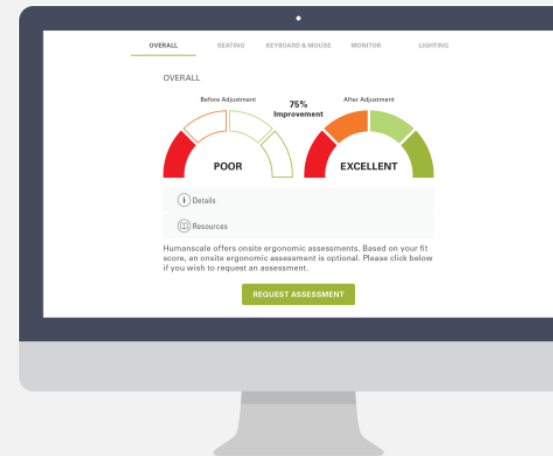 OVERALL SEATING KEYBOARD & MOUSE MONITOR LIGHTING
OVERALL
Before Adjustment 75% After Adjustment
Improvement
POOR EXCELLENT
i Details
Resources
Humanscale offers onsite ergonomic assessments. Based on your fit
score, an onsite ergonomic assessment is optional. Please click below
if you wish to request an assessment.
REQUEST ASSESSMENT